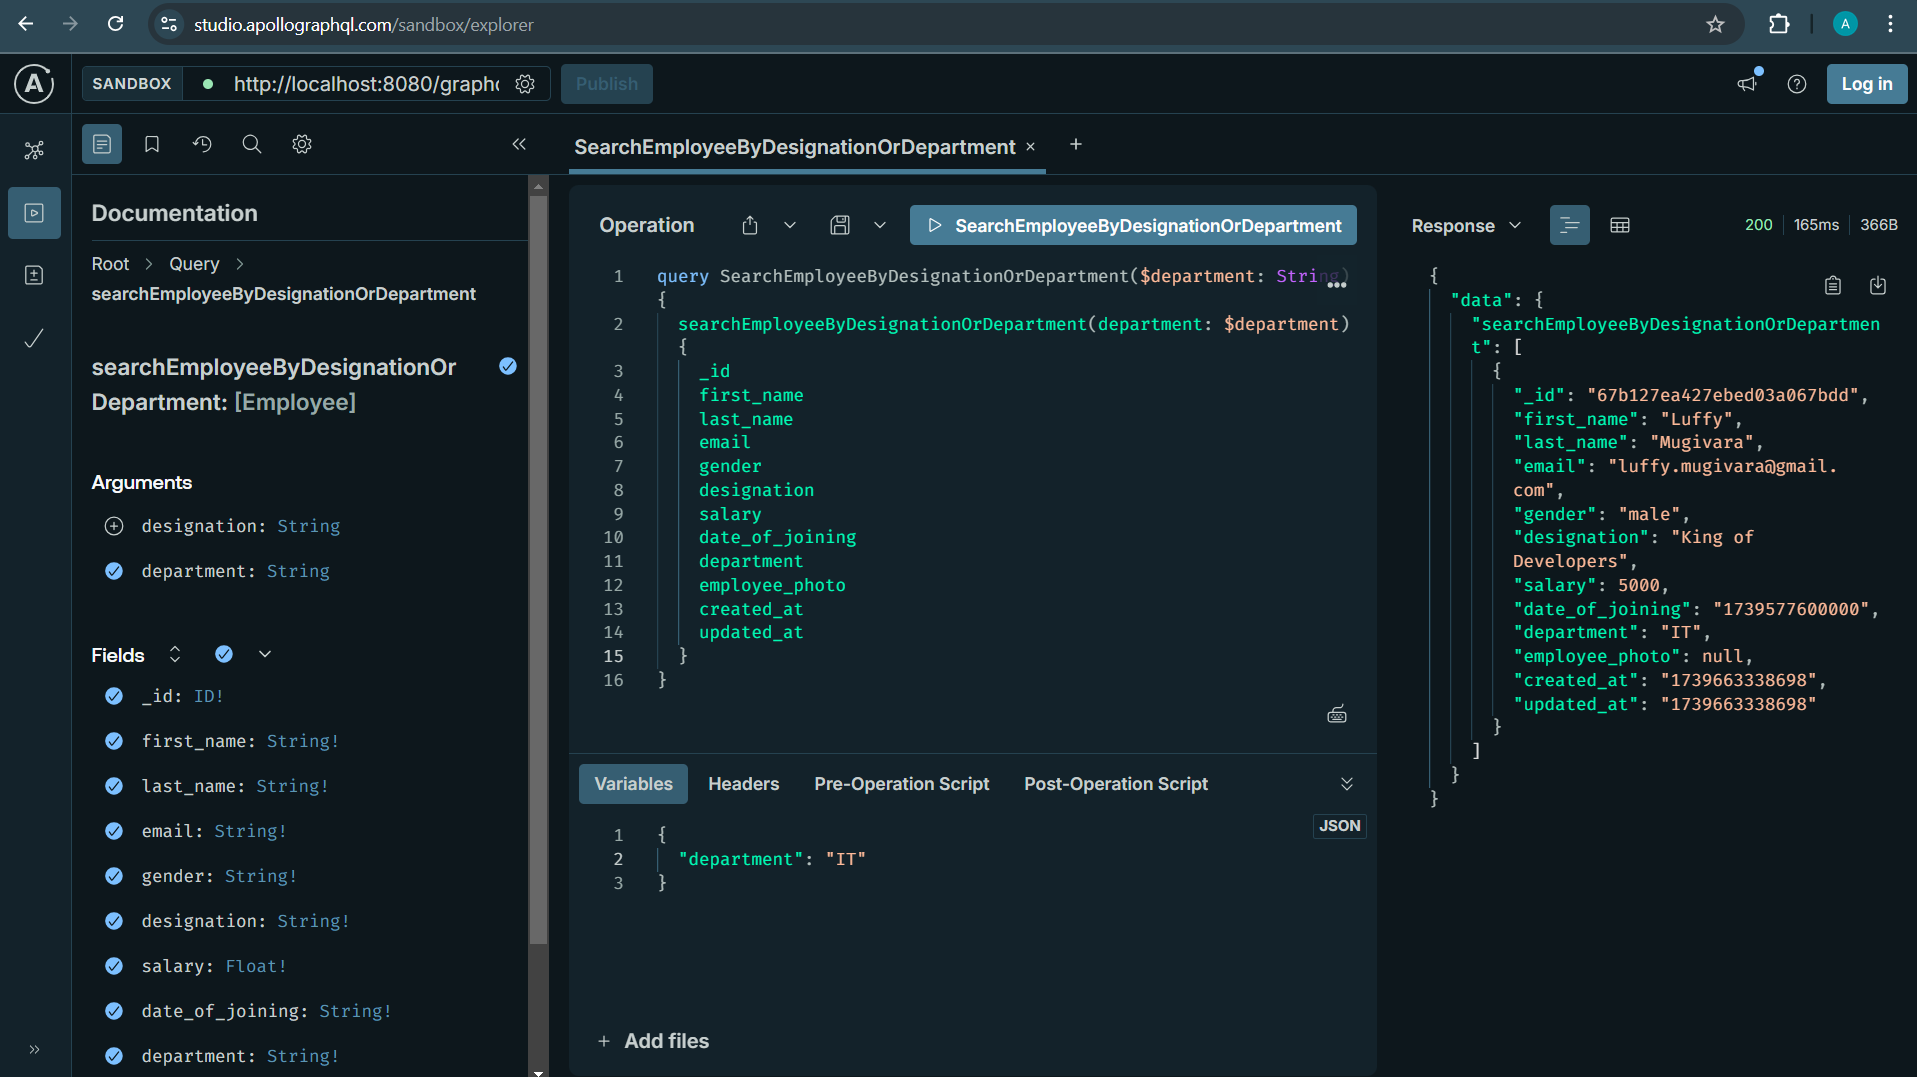 studio.apollographql.com/sandbox/explorer
A
SANDBOX
http://localhost:8080/graphq
Publish
Log in
SearchEmployeeByDesignationOrDepartment
Documentation
Root > Query >
searchEmployeeByDesignationOrDepartment
searchEmployeeByDesignationOr
Department: [Employee]
Arguments
designation: String
department: String
Fields
_id: ID!
first_name: String!
last_name: String!
email: String!
gender: String!
designation: String!
salary: Float!
date_of_joining: String!
department: String!
Operation
SearchEmployeeByDesignationOrDepartment
1 query SearchEmployeeByDesignationOrDepartment($department: String)
{
2 searchEmployeeByDesignationOrDepartment(department: $department)
{
3 _id
4 first_name
5 last_name
6 email
7 gender
8 designation
9 salary
10 date_of_joining
11 department
12 employee_photo
13 created_at
14 updated_at
15 }
16 }
Variables Headers Pre-Operation Script Post-Operation Script
JSON
1 {
2 "department": "IT"
3 }
+ Add files
Response
200 165ms 366B
{
"data": {
"searchEmployeeByDesignationOrDepartmen
t": [
{
"_id": "67b127ea427ebed03a067bdd",
"first_name": "Luffy",
"last_name": "Mugivara",
"email": "luffy.mugivara@gmail.
com",
"gender": "male",
"designation": "King of
Developers",
"salary": 5000,
"date_of_joining": "1739577600000",
"department": "IT",
"employee_photo": null,
"created_at": "1739663338698",
"updated_at": "1739663338698"
}
]
}
}